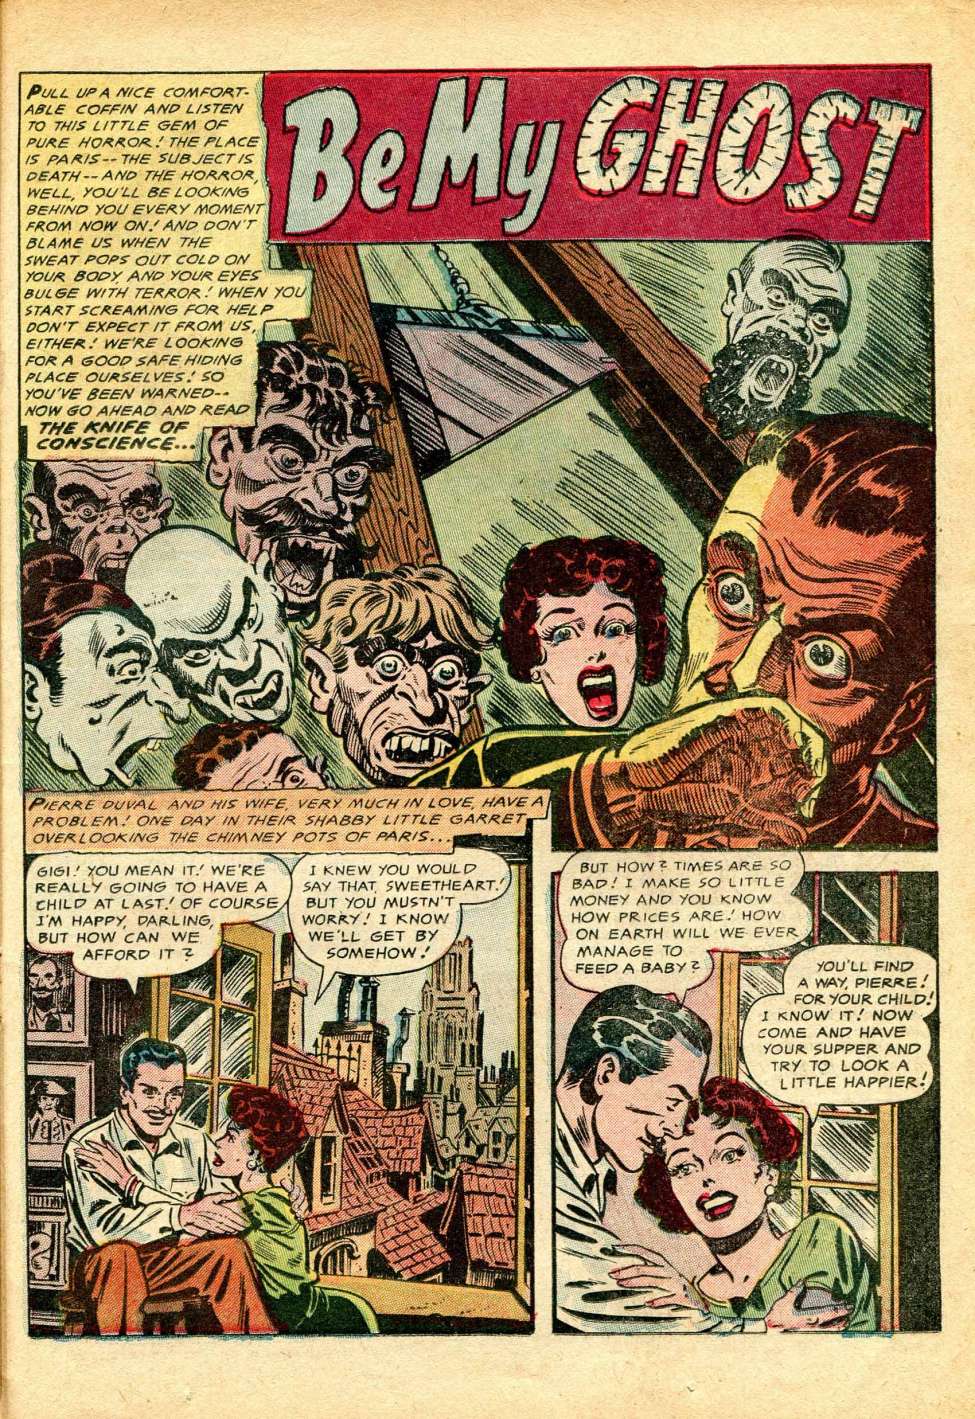 Be My GHOST
PULL UP A NICE COMFORT-
ABLE COFFIN AND LISTEN
TO THIS LITTLE GEM OF
PURE HORROR! THE PLACE
IS PARIS-- THE SUBJECT IS
DEATH-- AND THE HORROR,
WELL, YOU'LL BE LOOKING
BEHIND YOU EVERY MOMENT
FROM NOW ON! AND DON'T
BLAME US WHEN THE
SWEAT POPS OUT COLD ON
YOUR BODY AND YOUR EYES
BULGE WITH TERROR! WHEN YOU
START SCREAMING FOR HELP
DON'T EXPECT IT FROM US,
EITHER! WE'RE LOOKING
FOR A GOOD SAFE HIDING
PLACE OURSELVES! SO
YOU'VE BEEN WARNED--
NOW GO AHEAD AND READ
THE KNIFE OF
CONSCIENCE...
PIERRE DUVAL AND HIS WIFE, VERY MUCH IN LOVE, HAVE A
PROBLEM! ONE DAY IN THEIR SHABBY LITTLE GARRET
OVERLOOKING THE CHIMNEY POTS OF PARIS...
GIGI! YOU MEAN IT! WE'RE
REALLY GOING TO HAVE A
CHILD AT LAST! OF COURSE
I'M HAPPY, DARLING,
BUT HOW CAN WE
AFFORD IT?
I KNEW YOU WOULD
SAY THAT, SWEETHEART!
BUT YOU MUSTN'T
WORRY! I KNOW
WE'LL GET BY
SOMEHOW!
BUT HOW? TIMES ARE SO
BAD! I MAKE SO LITTLE
MONEY AND YOU KNOW
HOW PRICES ARE! HOW
ON EARTH WILL WE EVER
MANAGE TO
FEED A BABY?
YOU'LL FIND
A WAY, PIERRE!
FOR YOUR CHILD!
I KNOW IT! NOW
COME AND HAVE
YOUR SUPPER AND
TRY TO LOOK A
LITTLE HAPPIER!